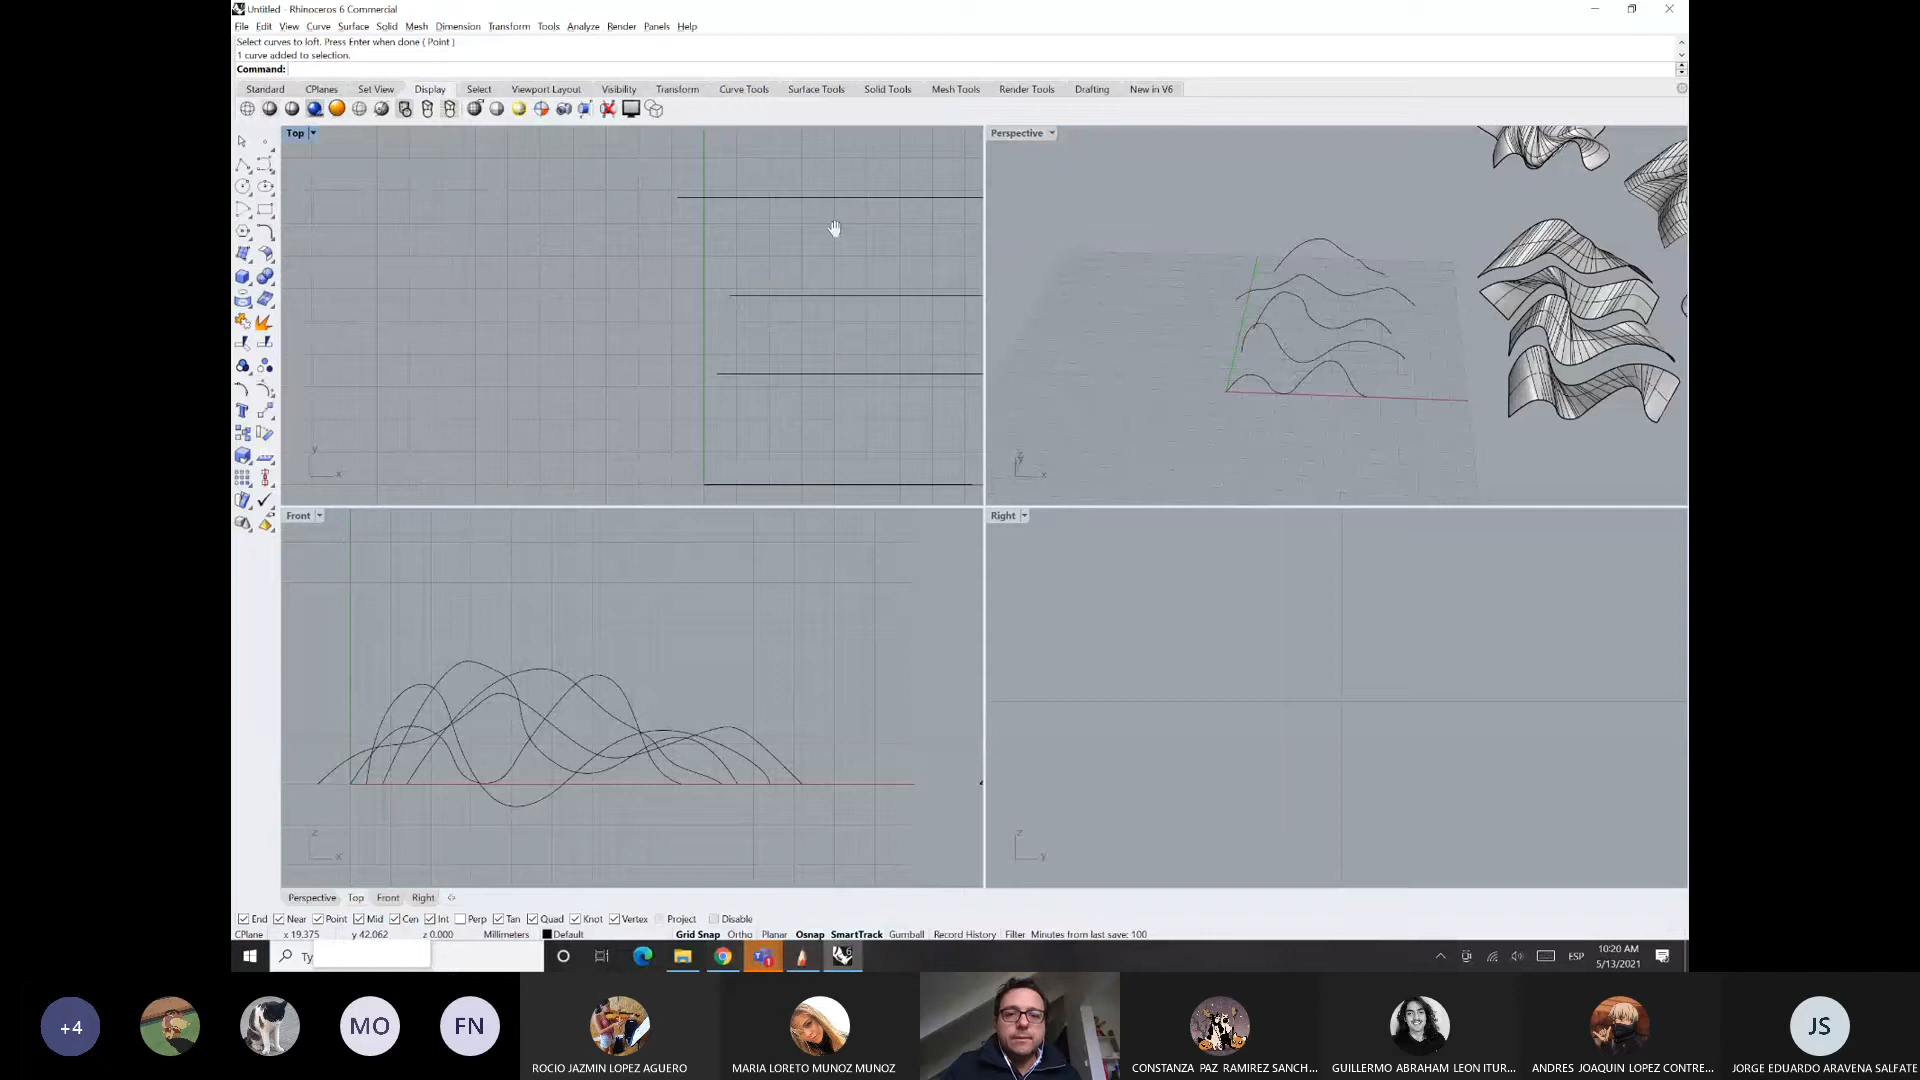 Untitled - Rhinoceros 6 Commercial
File Edit View Curve Surface Solid Mesh Dimension Transform Tools Analyze Render Panels Help
Select curves to loft. Press Enter when done ( Point )
1 curve added to selection.
Command:
Standard CPlanes Set View Display Select Viewport Layout Visibility Transform Curve Tools Surface Tools Solid Tools Mesh Tools Render Tools Drafting New in V6
Top
Perspective
y
x
z
y
x
Front
Right
z
x
z
y
Perspective Top Front Right
End Near Point Mid Cen Int Perp Tan Quad Knot Vertex Project Disable
CPlane x 19.375 y 42.062 z 0.000 Millimeters Default Grid Snap Ortho Planar Osnap SmartTrack Gumball Record History Filter Minutes from last save: 100
Ty
ESP
10:20 AM
5/13/2021
+4
MO
FN
JS
ROCIO JAZMIN LOPEZ AGUERO
MARIA LORETO MUNOZ MUNOZ
CONSTANZA PAZ RAMIREZ SANCH...
GUILLERMO ABRAHAM LEON ITUR...
ANDRES JOAQUIN LOPEZ CONTRE...
JORGE EDUARDO ARAVENA SALFATE